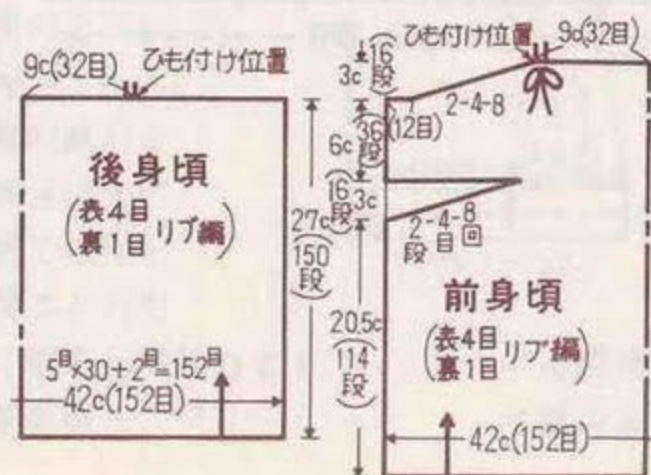 9c(32目)
ひも付け位置
後身頃
(表4目
裏1目 リブ編)
27c
(150段)
5目×30+2目=152目
42c(152目)
ひも付け位置
9c(32目)
3c
16段
2-4-8
(12目)
6c
36段
16段
3c
2-4-8
段 目 回
前身頃
(表4目
裏1目 リブ編)
20.5c
(114段)
42c(152目)